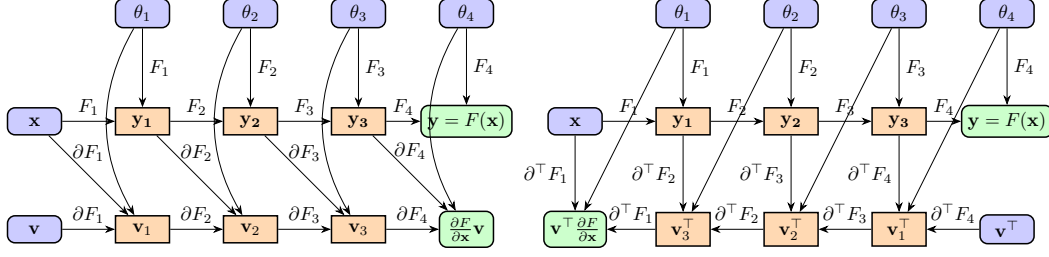 θ₁ θ₂ θ₃ θ₄ θ₁ θ₂ θ₃ θ₄
F₁ F₂ F₃ F₄ F₁ F₂ F₃ F₄
x F₁ y₁ F₂ y₂ F₃ y₃ F₄ y = F(x) x F₁ y₁ F₂ y₂ F₃ y₃ F₄ y = F(x)
∂F₁ ∂F₂ ∂F₃ ∂F₄ ∂⊤F₁ ∂⊤F₂ ∂⊤F₃ ∂⊤F₄
v ∂F₁ v₁ ∂F₂ v₂ ∂F₃ v₃ ∂F₄ ∂F/∂x v v⊤ ∂F/∂x ∂⊤F₁ v₃⊤ ∂⊤F₂ v₂⊤ ∂⊤F₃ v₁⊤ ∂⊤F₄ v⊤